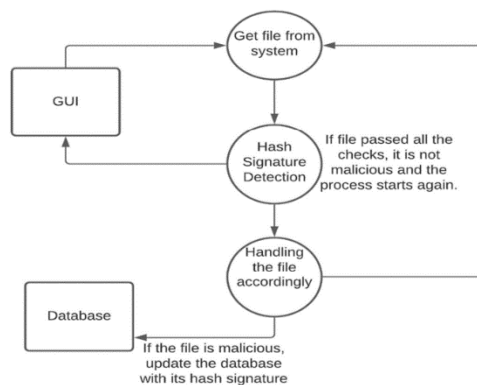 Get file from
system
GUI
Hash
Signature
Detection
If file passed all the
checks, it is not
malicious and the
process starts again.
Handling
the file
accordingly
Database
If the file is malicious,
update the database
with its hash signature